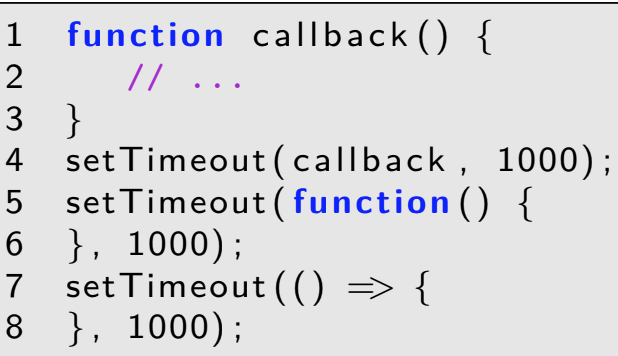 1 function callback() {
2 // ...
3 }
4 setTimeout(callback, 1000);
5 setTimeout(function() {
6 }, 1000);
7 setTimeout(() => {
8 }, 1000);